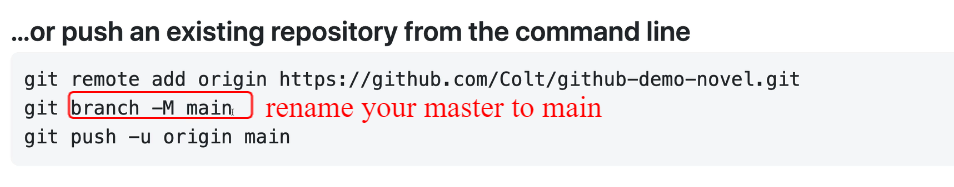 ...or push an existing repository from the command line
git remote add origin https://github.com/Colt/github-demo-novel.git
git branch -M main rename your master to main
git push -u origin main